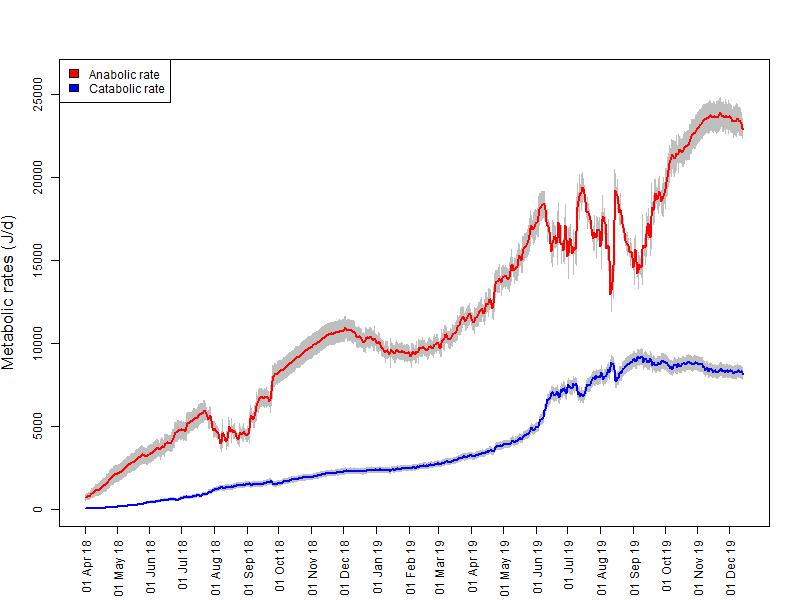 Anabolic rate
Catabolic rate
Metabolic rates (J/d)
25000
20000
15000
10000
5000
0
01 Apr 18
01 May 18
01 Jun 18
01 Jul 18
01 Aug 18
01 Sep 18
01 Oct 18
01 Nov 18
01 Dec 18
01 Jan 19
01 Feb 19
01 Mar 19
01 Apr 19
01 May 19
01 Jun 19
01 Jul 19
01 Aug 19
01 Sep 19
01 Oct 19
01 Nov 19
01 Dec 19